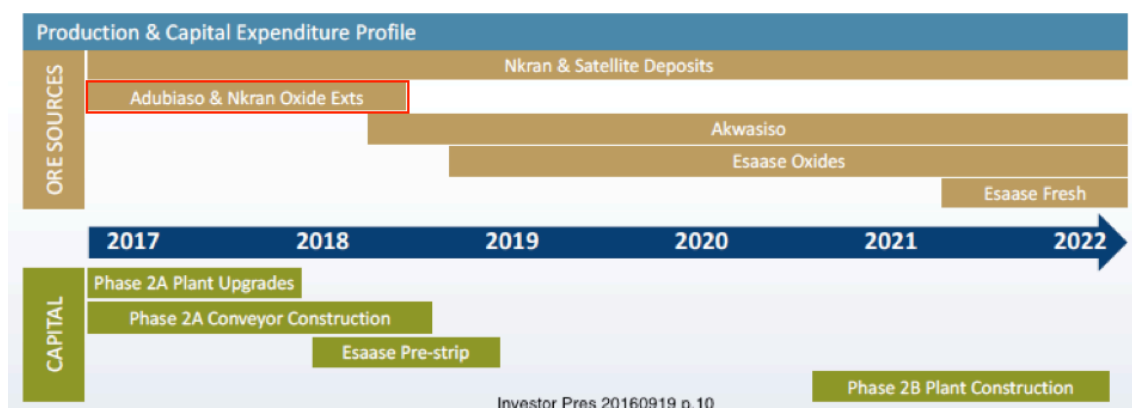 Production & Capital Expenditure Profile
ORE SOURCES
Nkran & Satellite Deposits
Adubiaso & Nkran Oxide Exts
Akwasiso
Esaase Oxides
Esaase Fresh
2017 2018 2019 2020 2021 2022
CAPITAL
Phase 2A Plant Upgrades
Phase 2A Conveyor Construction
Esaase Pre-strip
Phase 2B Plant Construction
Investor Pres 20160919 p.10